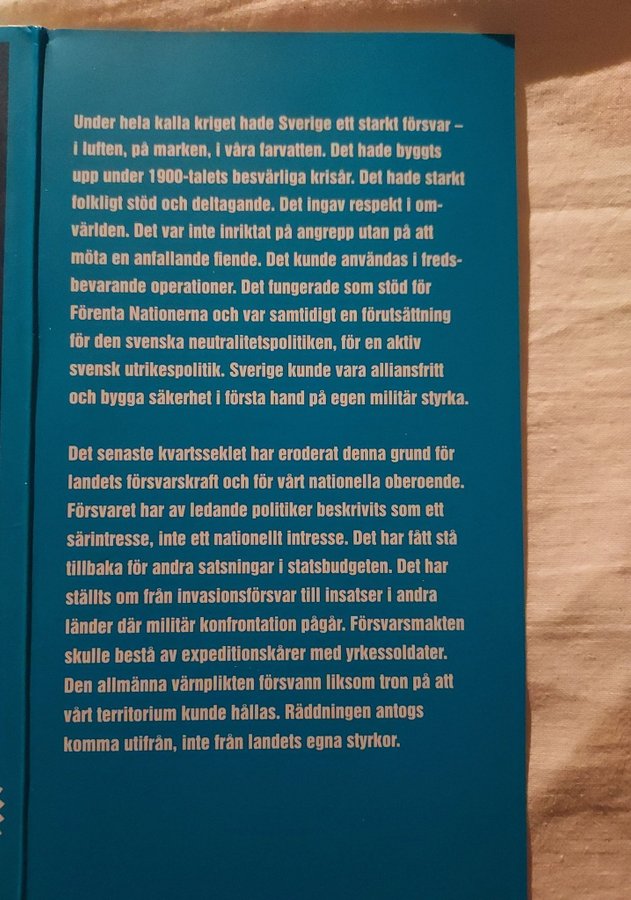 Under hela kalla kriget hade Sverige ett starkt försvar –
i luften, på marken, i våra farvatten. Det hade byggts
upp under 1900-talets besvärliga krisår. Det hade starkt
folkligt stöd och deltagande. Det ingav respekt i om-
världen. Det var inte inriktat på angrepp utan på att
möta en anfallande fiende. Det kunde användas i freds-
bevarande operationer. Det fungerade som stöd för
Förenta Nationerna och var samtidigt en förutsättning
för den svenska neutralitetspolitiken, för en aktiv
svensk utrikespolitik. Sverige kunde vara alliansfritt
och bygga säkerhet i första hand på egen militär styrka.
Det senaste kvartsseklet har eroderat denna grund för
landets försvarskraft och för vårt nationella oberoende.
Försvaret har av ledande politiker beskrivits som ett
särintresse, inte ett nationellt intresse. Det har fått stå
tillbaka för andra satsningar i statsbudgeten. Det har
ställts om från invasionsförsvar till insatser i andra
länder där militär konfrontation pågår. Försvarsmakten
skulle bestå av expeditionskårer med yrkessoldater.
Den allmänna värnplikten försvann liksom tron på att
vårt territorium kunde hållas. Räddningen antogs
komma utifrån, inte från landets egna styrkor.